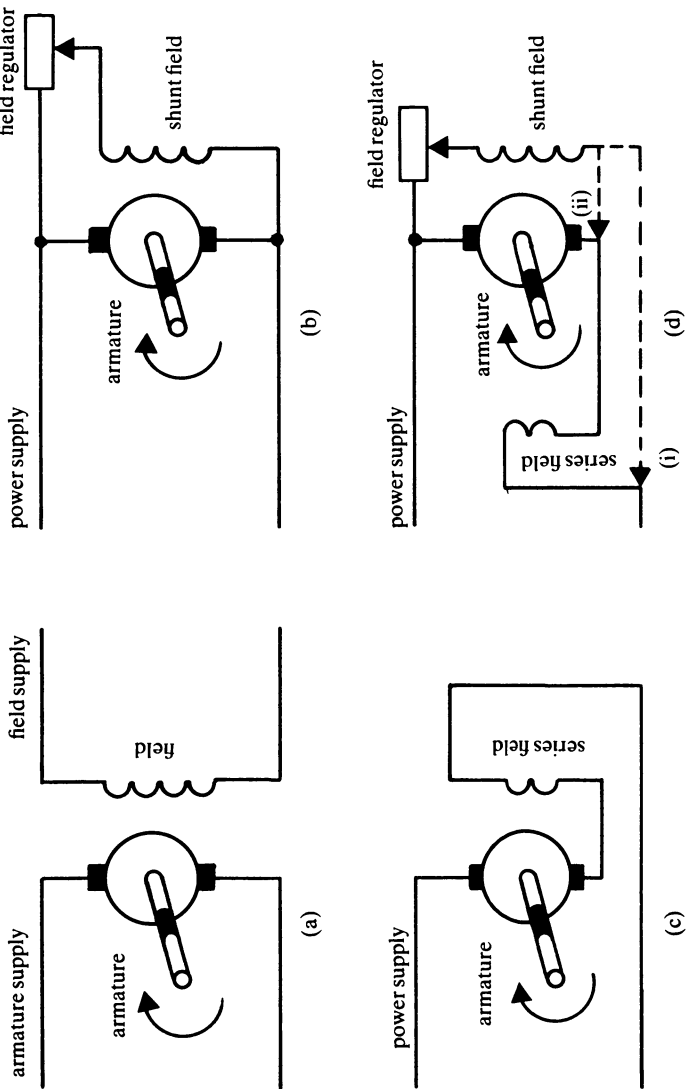 armature supply
field supply
armature
field
(a)
power supply
field regulator
armature
shunt field
(b)
power supply
armature
series field
(c)
power supply
field regulator
armature
shunt field
series field
(ii)
(i)
(d)